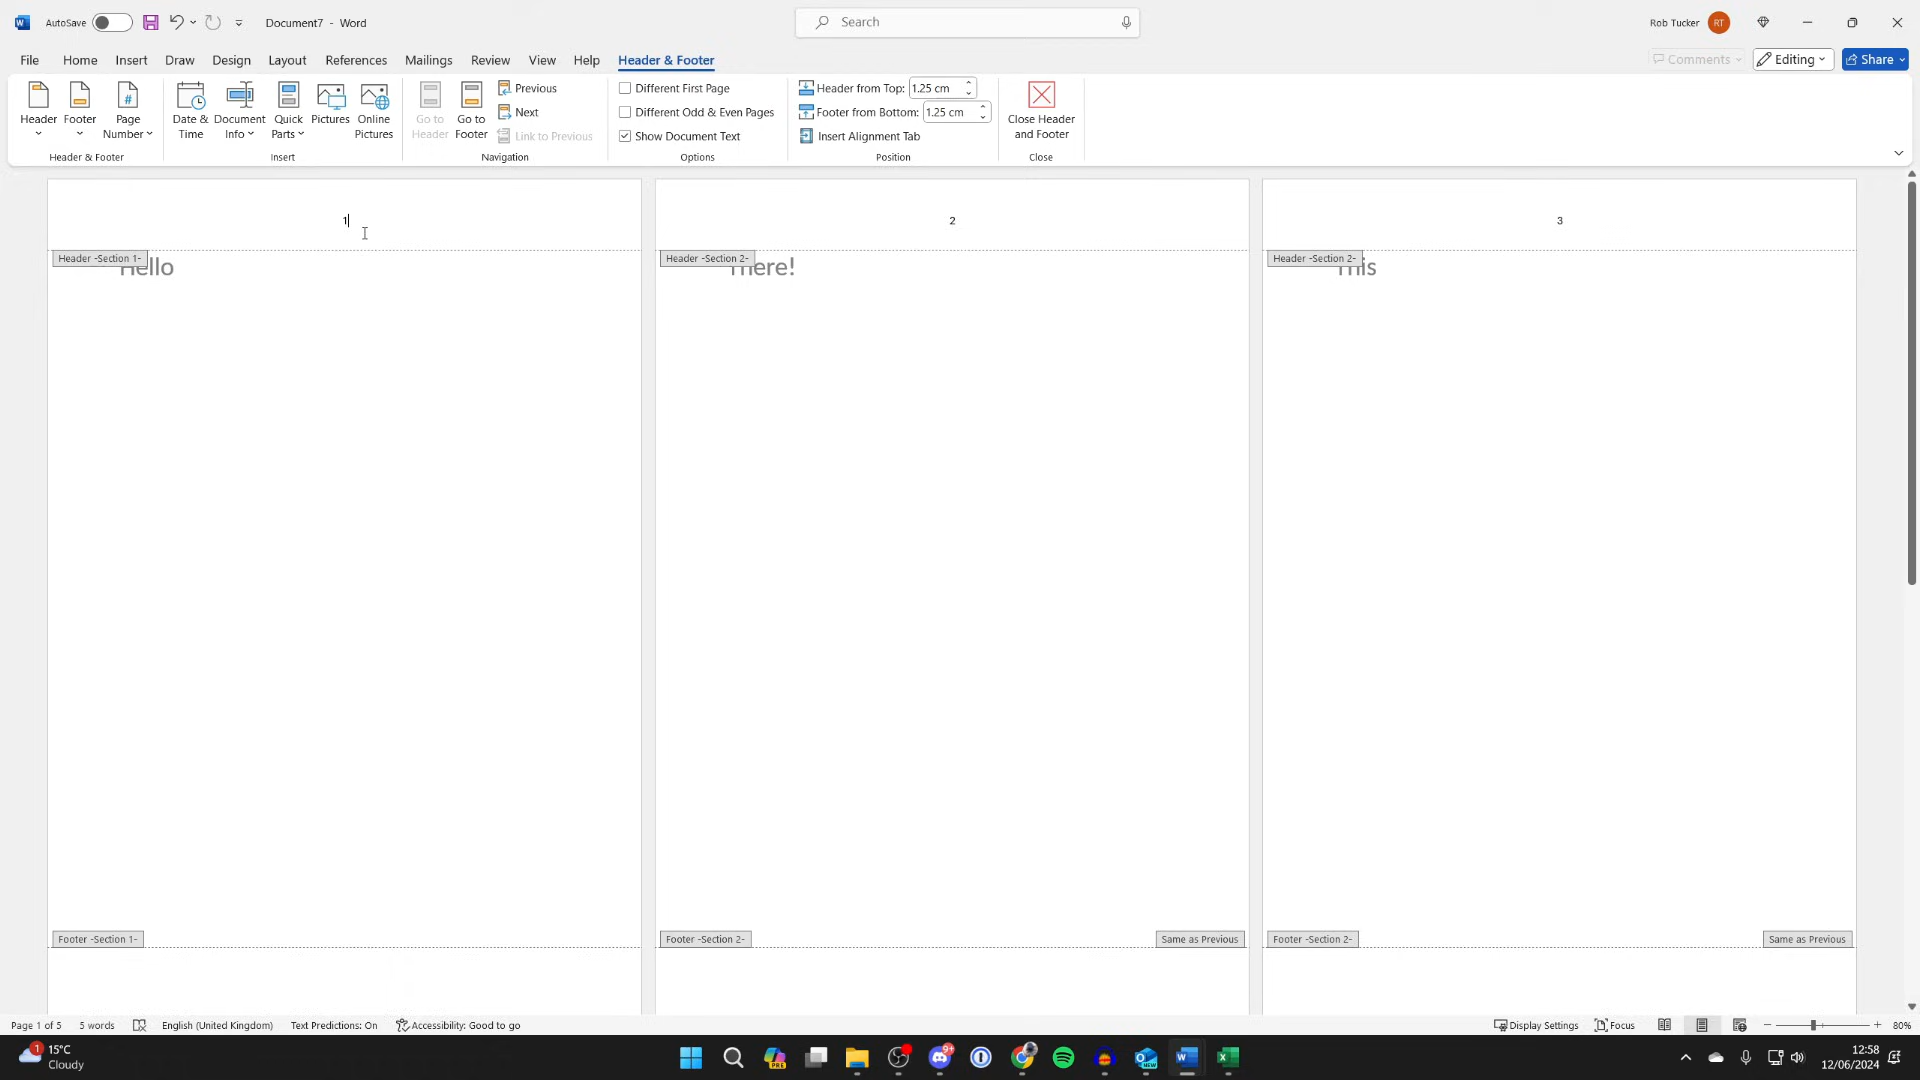 AutoSave
Document7 - Word
Search
Rob Tucker
RT
File
Home
Insert
Draw
Design
Layout
References
Mailings
Review
View
Help
Header & Footer
Comments
Editing
Share
Header
Footer
Page Number
Header & Footer
Date & Time
Document Info
Quick Parts
Pictures
Online Pictures
Insert
Go to Header
Go to Footer
Previous
Next
Link to Previous
Navigation
Different First Page
Different Odd & Even Pages
Show Document Text
Options
Header from Top: 1.25 cm
Footer from Bottom: 1.25 cm
Insert Alignment Tab
Position
Close Header and Footer
Close
1
2
3
Header -Section 1-
Hello
Header -Section 2-
There!
Header -Section 2-
This
Footer -Section 1-
Footer -Section 2-
Same as Previous
Footer -Section 2-
Same as Previous
Page 1 of 5
5 words
English (United Kingdom)
Text Predictions: On
Accessibility: Good to go
Display Settings
Focus
80%
1
15°C
Cloudy
PRE
9+
NEW
12:58
12/06/2024